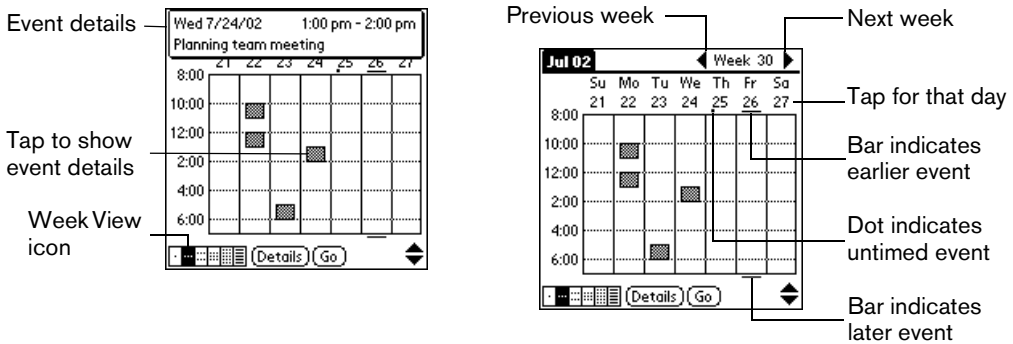 Event details
Wed 7/24/02 1:00 pm - 2:00 pm
Planning team meeting
21 22 23 24 25 26 27
8:00
10:00
12:00
2:00
4:00
6:00
Tap to show
event details
Week View
icon
Details Go
Previous week
Next week
Jul 02 Week 30
Su Mo Tu We Th Fr Sa
21 22 23 24 25 26 27
8:00
10:00
12:00
2:00
4:00
6:00
Details Go
Tap for that day
Bar indicates
earlier event
Dot indicates
untimed event
Bar indicates
later event